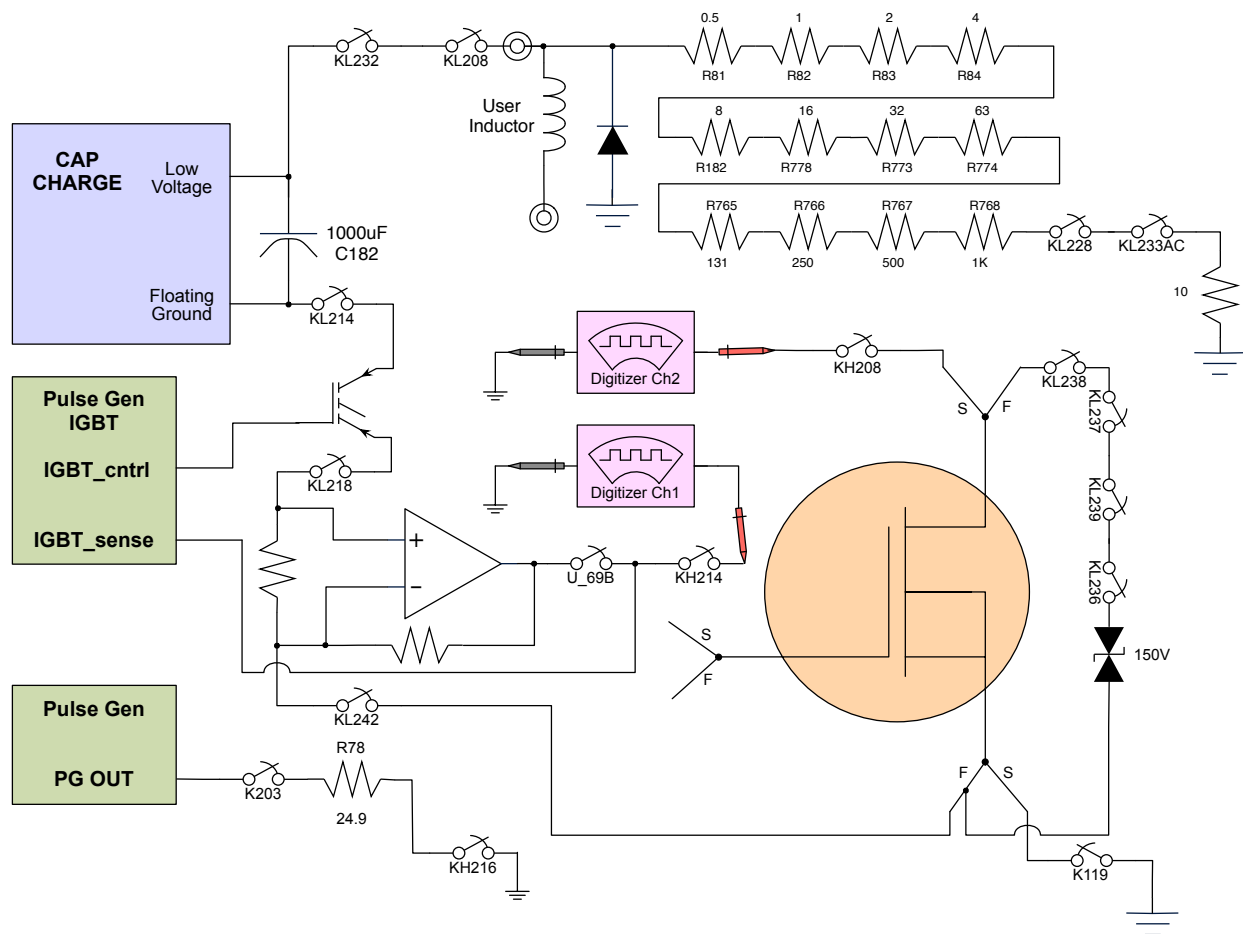 0.5
1
2
4
KL232
KL208
R81
R82
R83
R84
User
Inductor
8
16
32
63
R182
R778
R773
R774
CAP
CHARGE
Low
Voltage
1000uF
C182
R765
R766
R767
R768
131
250
500
1K
KL228
KL233AC
10
Floating
Ground
KL214
Digitizer Ch2
KH208
S
F
KL238
KL237
KL239
KL236
150V
Pulse Gen
IGBT
IGBT_cntrl
IGBT_sense
KL218
+
−
Digitizer Ch1
U_69B
KH214
S
F
KL242
Pulse Gen
PG OUT
K203
R78
24.9
KH216
F
S
K119